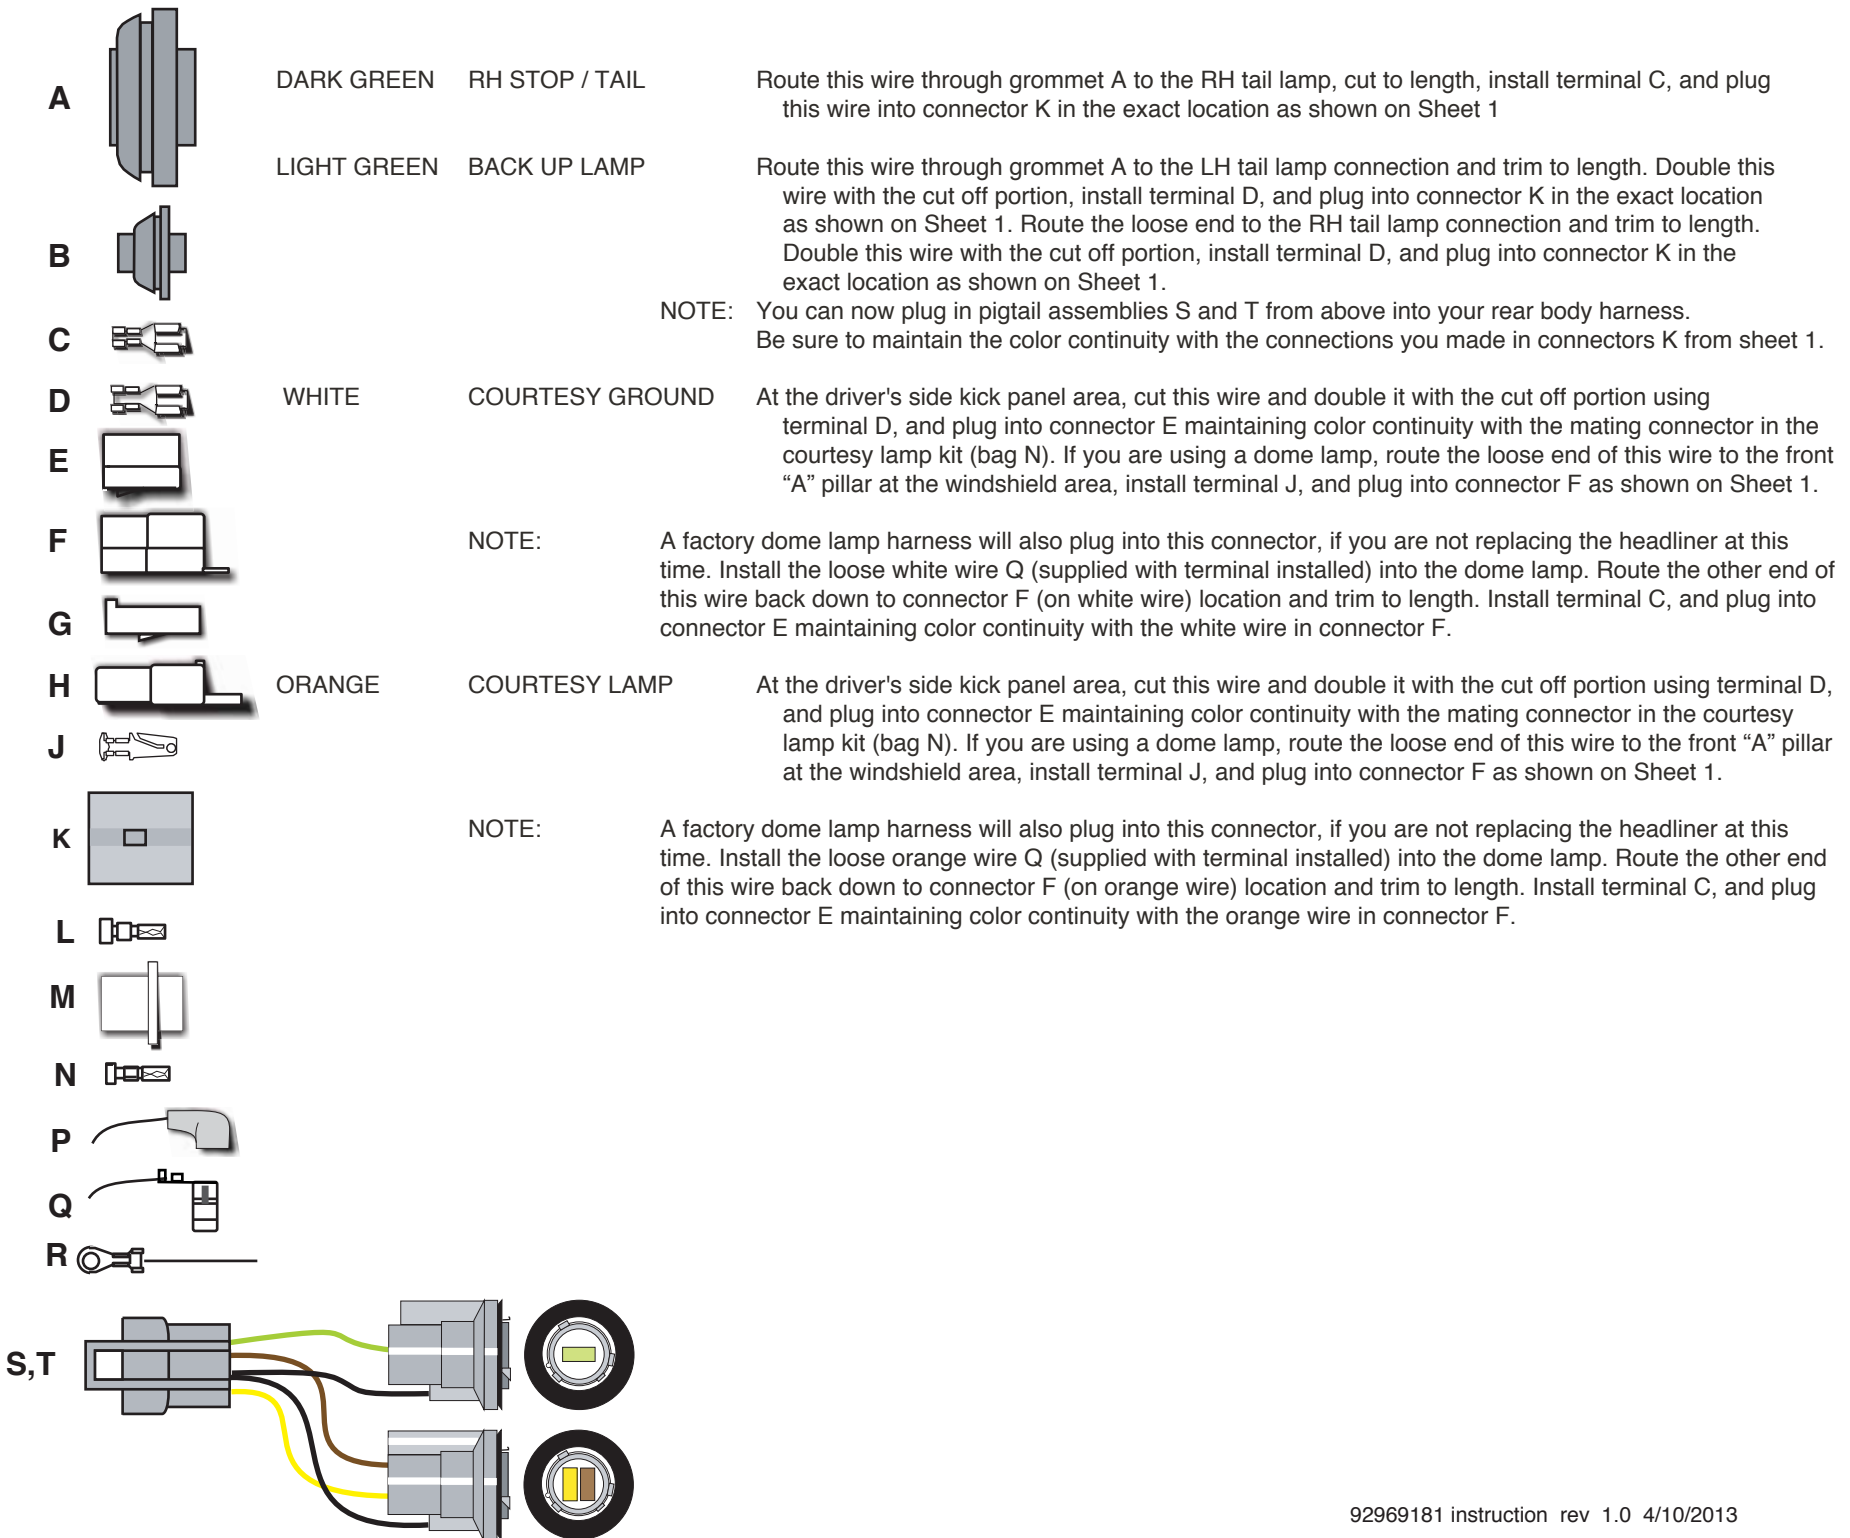 A
DARK GREEN RH STOP / TAIL Route this wire through grommet A to the RH tail lamp, cut to length, install terminal C, and plug
this wire into connector K in the exact location as shown on Sheet 1
LIGHT GREEN BACK UP LAMP Route this wire through grommet A to the LH tail lamp connection and trim to length. Double this
wire with the cut off portion, install terminal D, and plug into connector K in the exact location
as shown on Sheet 1. Route the loose end to the RH tail lamp connection and trim to length.
B
Double this wire with the cut off portion, install terminal D, and plug into connector K in the
exact location as shown on Sheet 1.
NOTE: You can now plug in pigtail assemblies S and T from above into your rear body harness.
C
Be sure to maintain the color continuity with the connections you made in connectors K from sheet 1.
D
WHITE COURTESY GROUND At the driver's side kick panel area, cut this wire and double it with the cut off portion using
terminal D, and plug into connector E maintaining color continuity with the mating connector in the
E
courtesy lamp kit (bag N). If you are using a dome lamp, route the loose end of this wire to the front
“A” pillar at the windshield area, install terminal J, and plug into connector F as shown on Sheet 1.
F
NOTE: A factory dome lamp harness will also plug into this connector, if you are not replacing the headliner at this
time. Install the loose white wire Q (supplied with terminal installed) into the dome lamp. Route the other end of
this wire back down to connector F (on white wire) location and trim to length. Install terminal C, and plug into
G
connector E maintaining color continuity with the white wire in connector F.
H
ORANGE COURTESY LAMP At the driver's side kick panel area, cut this wire and double it with the cut off portion using terminal D,
and plug into connector E maintaining color continuity with the mating connector in the courtesy
J
lamp kit (bag N). If you are using a dome lamp, route the loose end of this wire to the front “A” pillar
at the windshield area, install terminal J, and plug into connector F as shown on Sheet 1.
K
NOTE: A factory dome lamp harness will also plug into this connector, if you are not replacing the headliner at this
time. Install the loose orange wire Q (supplied with terminal installed) into the dome lamp. Route the other end
of this wire back down to connector F (on orange wire) location and trim to length. Install terminal C, and plug
into connector E maintaining color continuity with the orange wire in connector F.
L
M
N
P
Q
R
S,T
92969181 instruction rev 1.0 4/10/2013